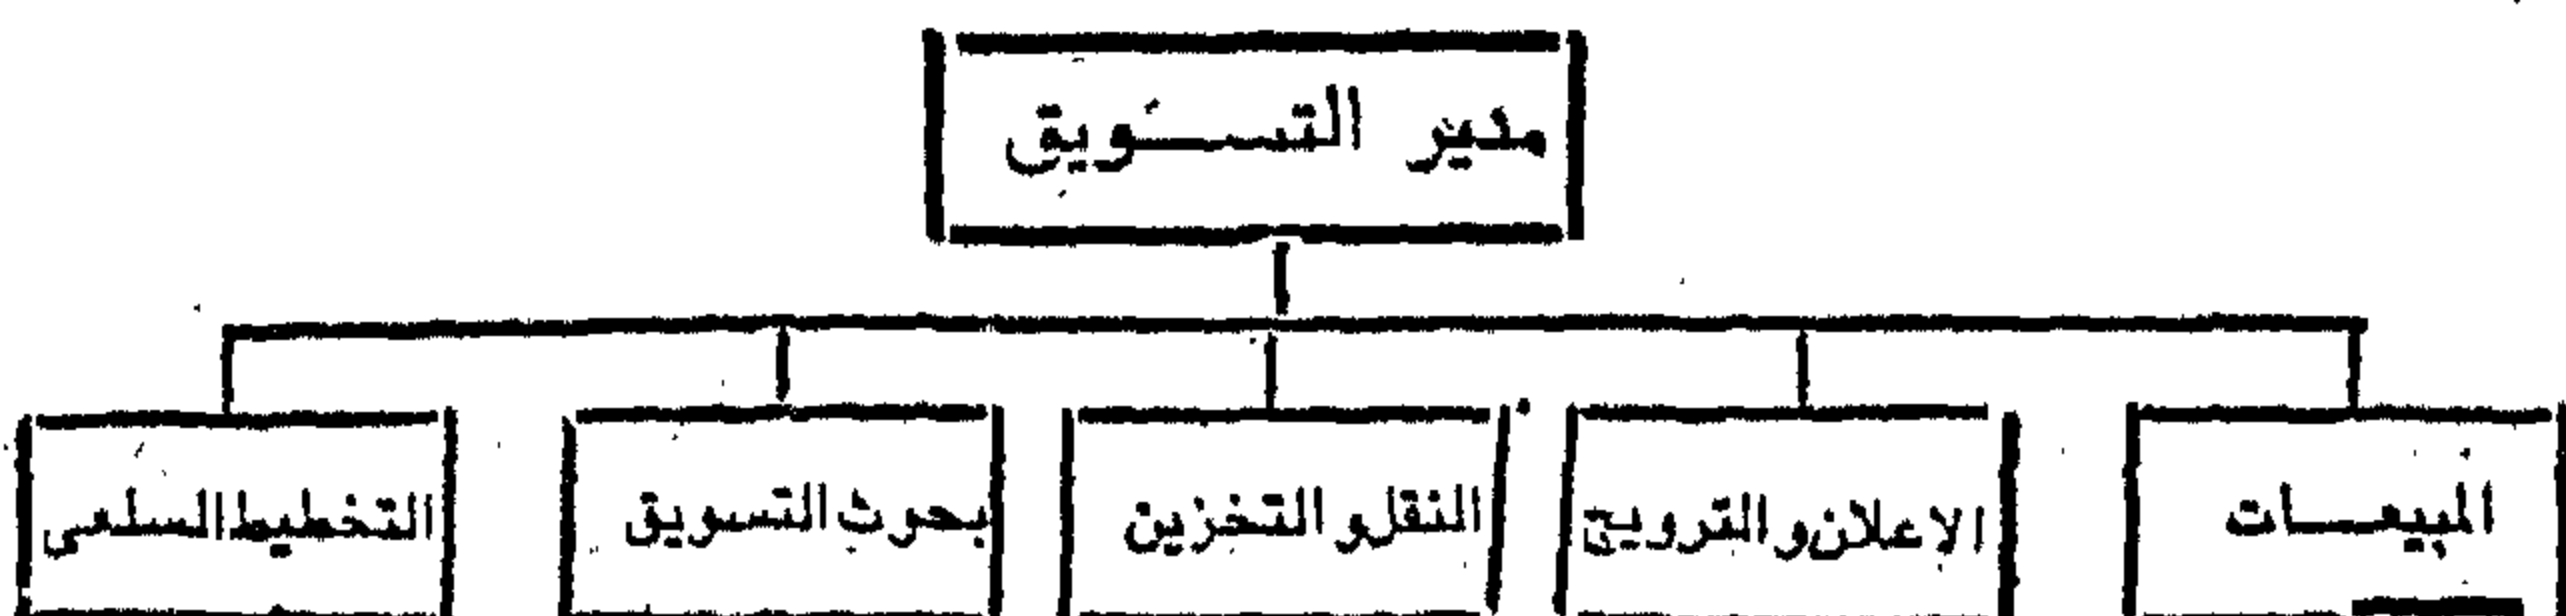 مدير التسويق
المبيعات
الاعلان والترويج
النقل والتخزين
بحوث التسويق
التخطيط السلعى